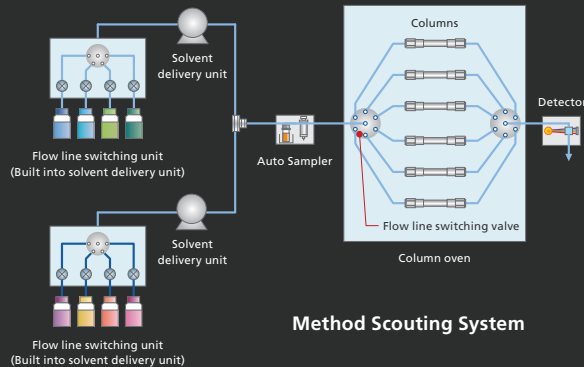 Columns
Solvent
delivery unit
Detector
Auto Sampler
Flow line switching unit
(Built into solvent delivery unit)
Flow line switching valve
Solvent
delivery unit
Column oven
Method Scouting System
Flow line switching unit
(Built into solvent delivery unit)